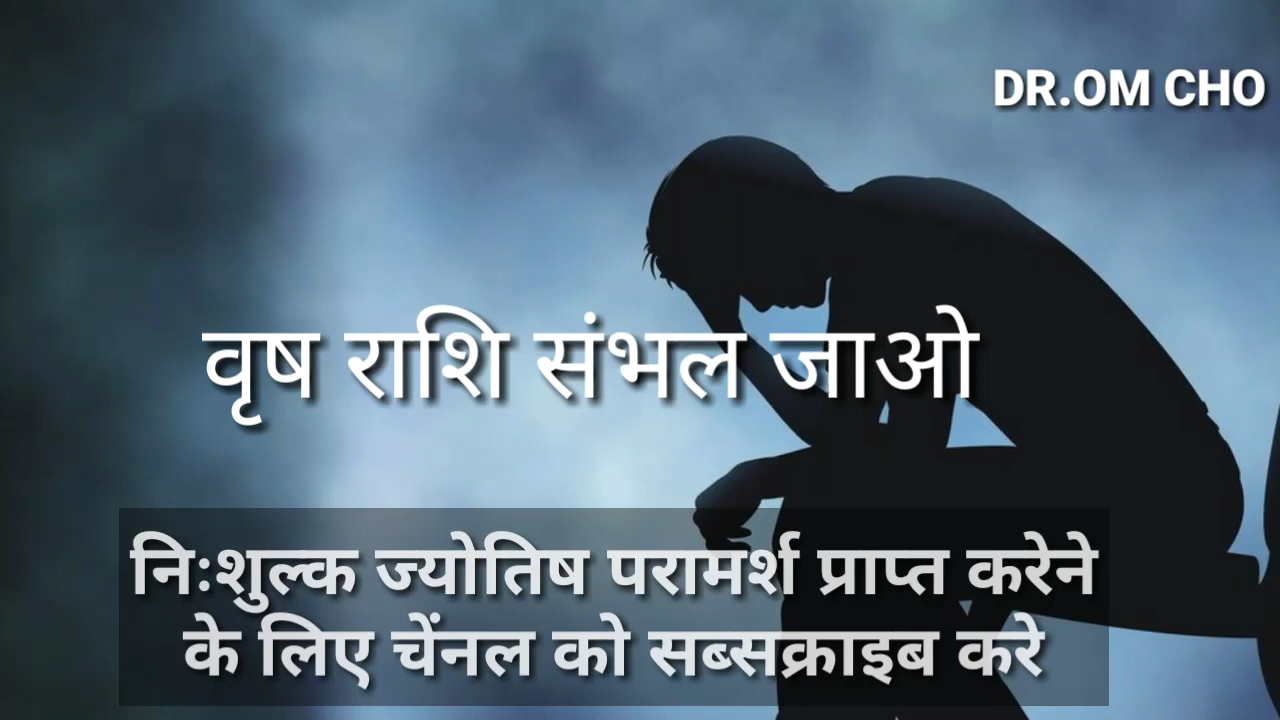 DR.OM CHO
वृष राशि संभल जाओ
निःशुल्क ज्योतिष परामर्श प्राप्त करेने
के लिए चेंनल को सब्सक्राइब करे